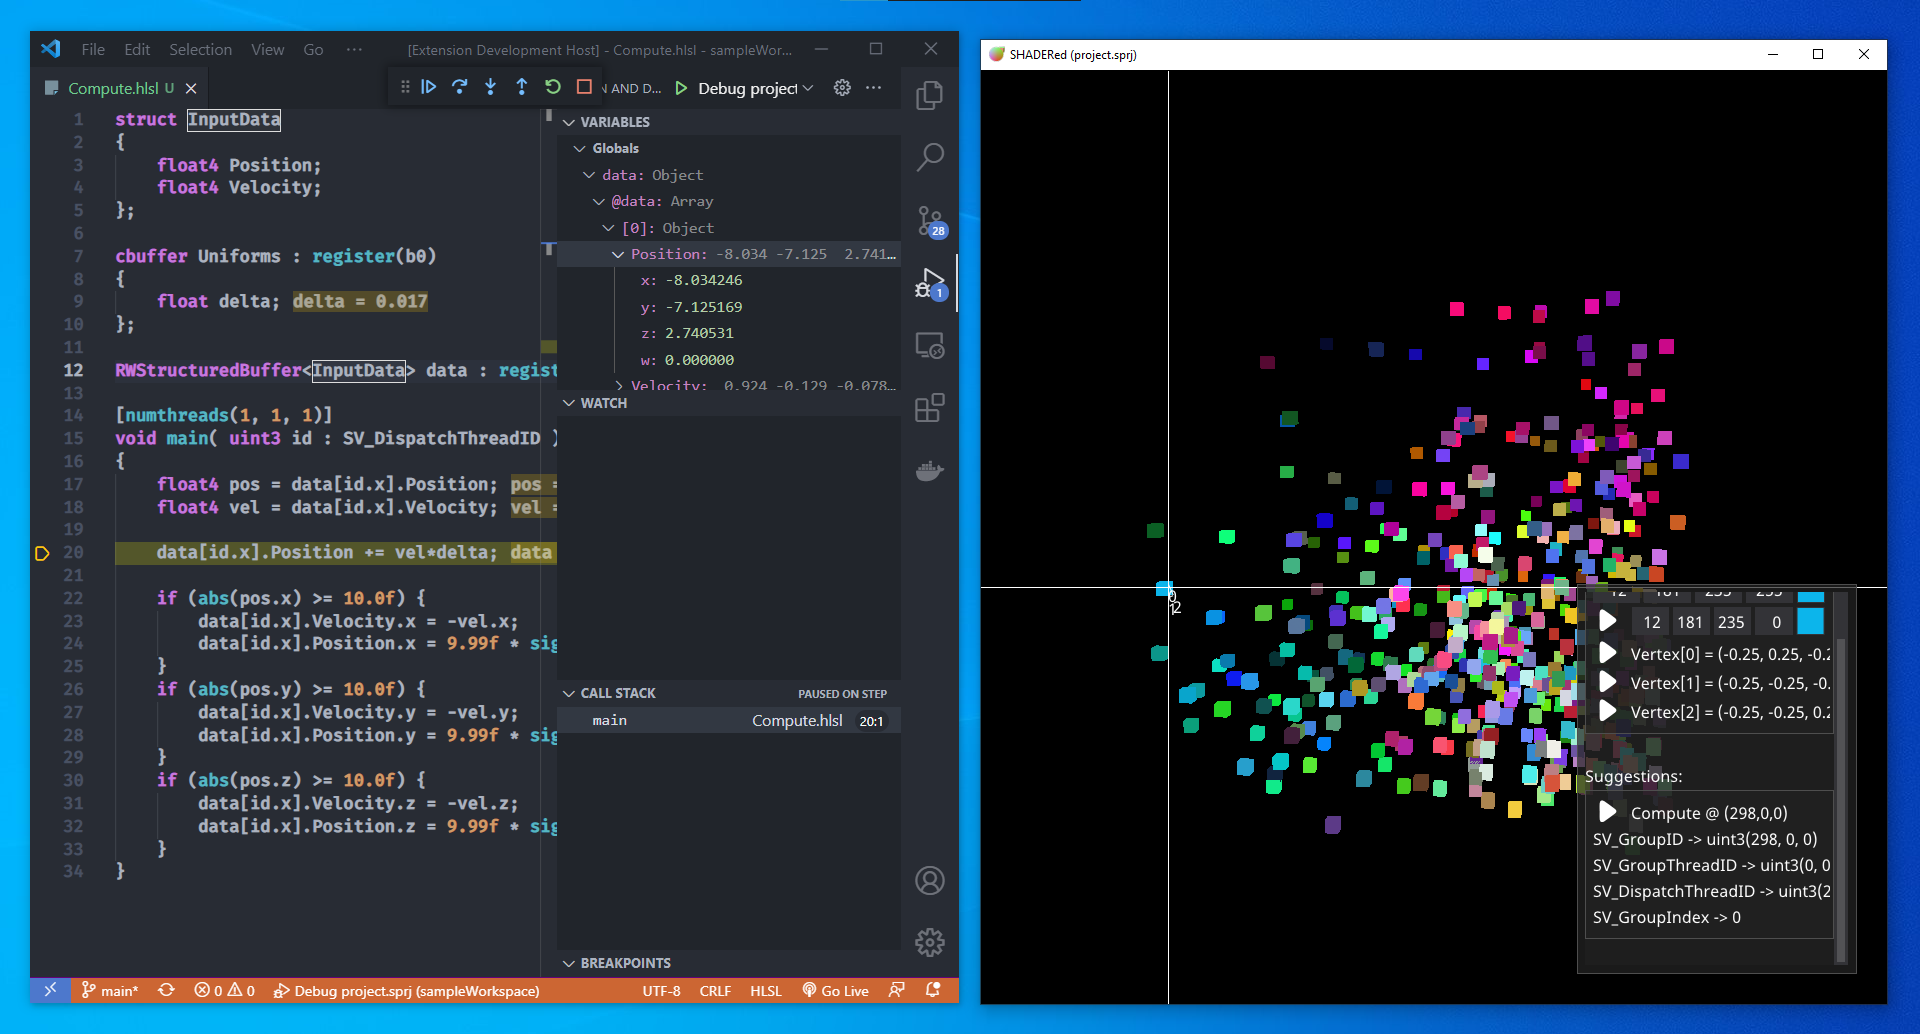 File Edit Selection View Go ··· [Extension Development Host] - Compute.hlsl - sampleWor...
Compute.hlsl U
N AND D... Debug project
1 struct InputData
2 {
3 float4 Position;
4 float4 Velocity;
5 };
6
7 cbuffer Uniforms : register(b0)
8 {
9 float delta; delta = 0.017
10 };
11
12 RWStructuredBuffer<InputData> data : regist
13
14 [numthreads(1, 1, 1)]
15 void main( uint3 id : SV_DispatchThreadID )
16 {
17 float4 pos = data[id.x].Position; pos =
18 float4 vel = data[id.x].Velocity; vel =
19
20 data[id.x].Position += vel*delta; data
21
22 if (abs(pos.x) >= 10.0f) {
23 data[id.x].Velocity.x = -vel.x;
24 data[id.x].Position.x = 9.99f * sig
25 }
26 if (abs(pos.y) >= 10.0f) {
27 data[id.x].Velocity.y = -vel.y;
28 data[id.x].Position.y = 9.99f * sig
29 }
30 if (abs(pos.z) >= 10.0f) {
31 data[id.x].Velocity.z = -vel.z;
32 data[id.x].Position.z = 9.99f * sig
33 }
34 }
VARIABLES
Globals
data: Object
@data: Array
[0]: Object
Position: -8.034 -7.125 2.741...
x: -8.034246
y: -7.125169
z: 2.740531
w: 0.000000
Velocity: 0.924 -0.129 -0.078...
WATCH
CALL STACK PAUSED ON STEP
main Compute.hlsl 20:1
BREAKPOINTS
28
1
main* 0 0 Debug project.sprj (sampleWorkspace) UTF-8 CRLF HLSL Go Live
SHADERed (project.sprj)
0
1 2
12 181 235 255
12 181 235 0
Vertex[0] = (-0.25, 0.25, -0.2
Vertex[1] = (-0.25, -0.25, -0.
Vertex[2] = (-0.25, -0.25, 0.2
Suggestions:
Compute @ (298,0,0)
SV_GroupID -> uint3(298, 0, 0)
SV_GroupThreadID -> uint3(0, 0
SV_DispatchThreadID -> uint3(2
SV_GroupIndex -> 0